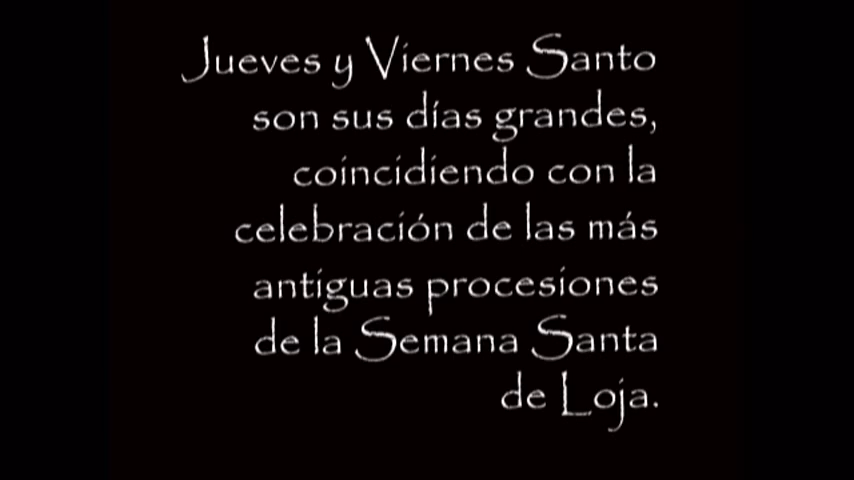 Jueves y Viernes Santo
son sus días grandes,
coincidiendo con la
celebración de las más
antiguas procesiones
de la Semana Santa
de Loja.